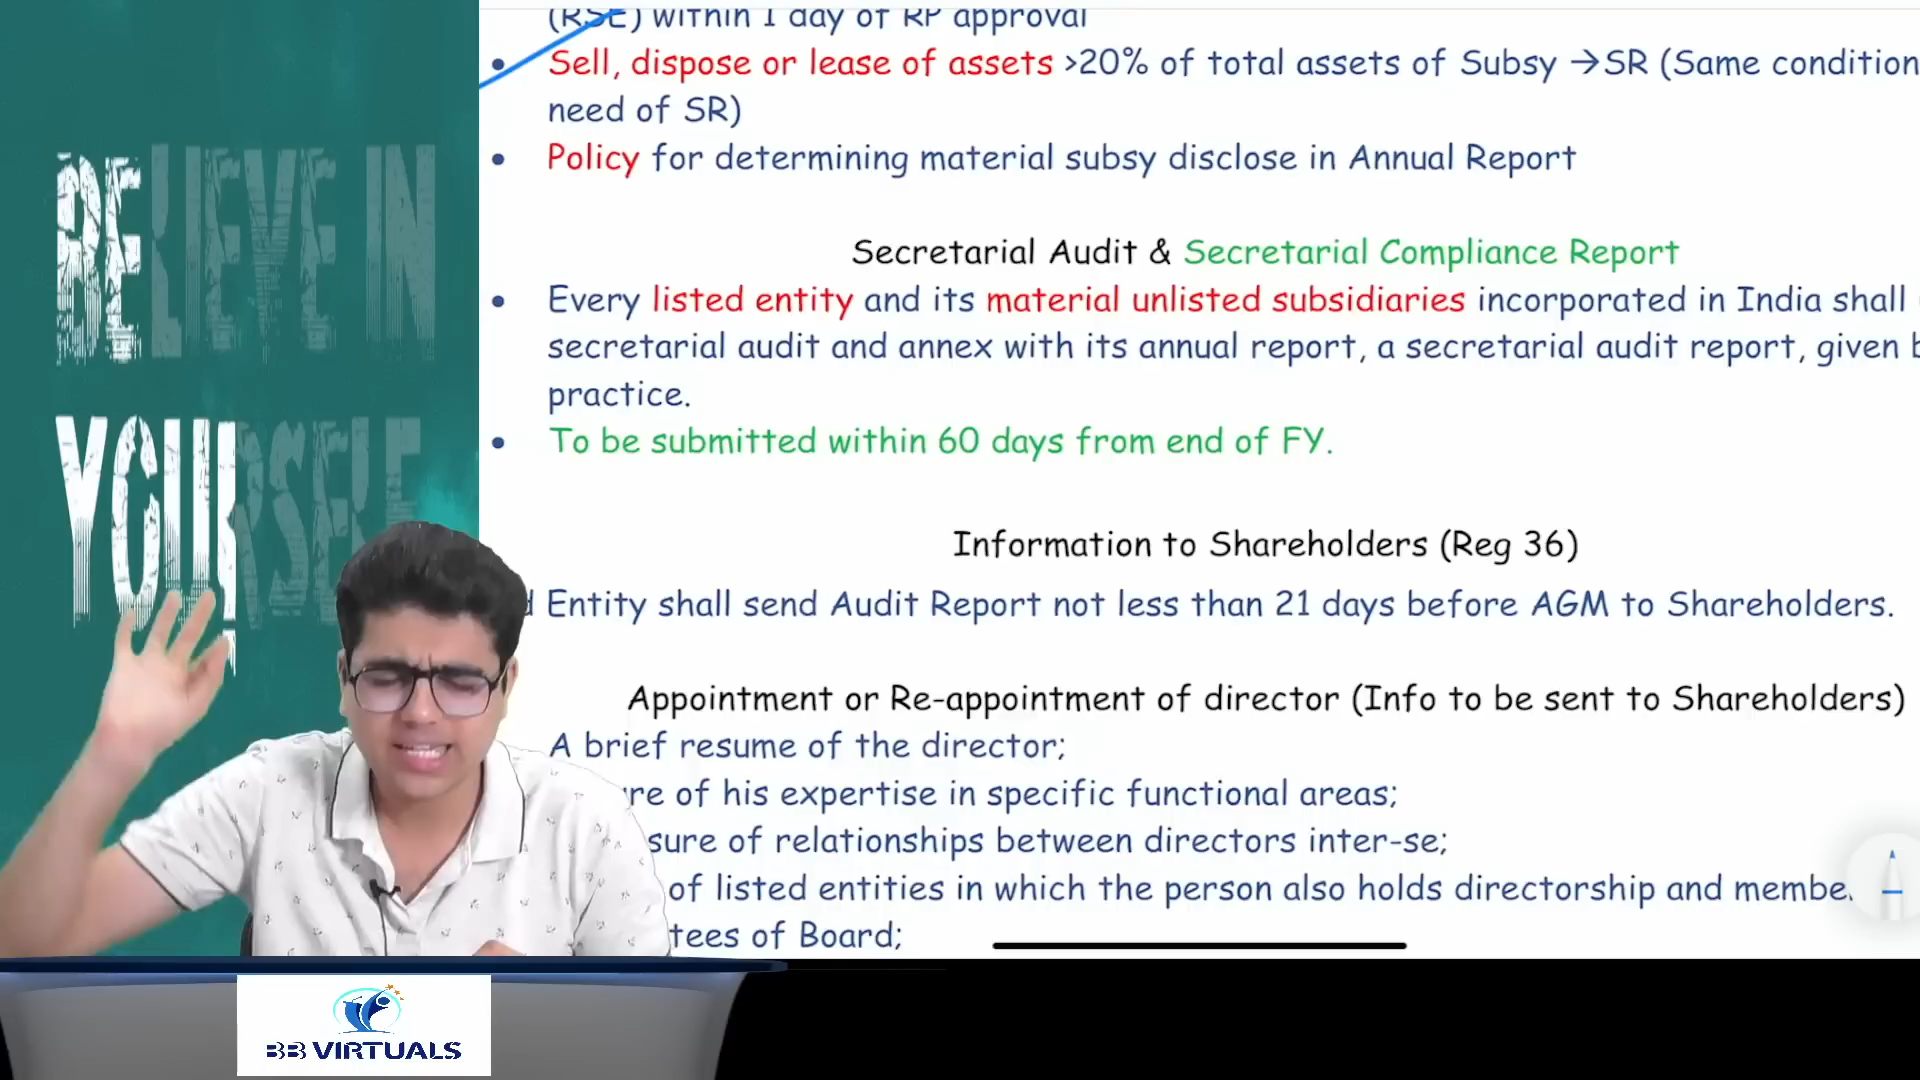 (RSE) within 1 day of RP approval
• Sell, dispose or lease of assets >20% of total assets of Subsy →SR (Same condition
need of SR)
• Policy for determining material subsy disclose in Annual Report
Secretarial Audit & Secretarial Compliance Report
• Every listed entity and its material unlisted subsidiaries incorporated in India shall
secretarial audit and annex with its annual report, a secretarial audit report, given
practice.
• To be submitted within 60 days from end of FY.
Information to Shareholders (Reg 36)
Entity shall send Audit Report not less than 21 days before AGM to Shareholders.
Appointment or Re-appointment of director (Info to be sent to Shareholders)
A brief resume of the director;
of his expertise in specific functional areas;
of relationships between directors inter-se;
of listed entities in which the person also holds directorship and
of Board;
BELIEVE IN
YOURSELF
BB VIRTUALS